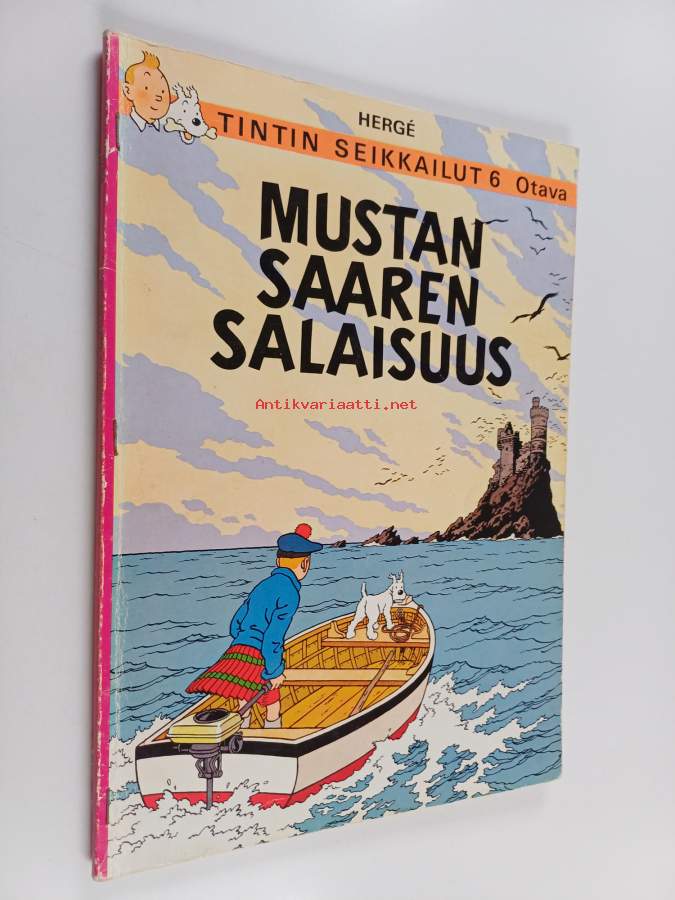 HERGÉ
TINTIN SEIKKAILUT 6 Otava
MUSTAN
SAAREN
SALAISUUS
Antikvariaatti.net